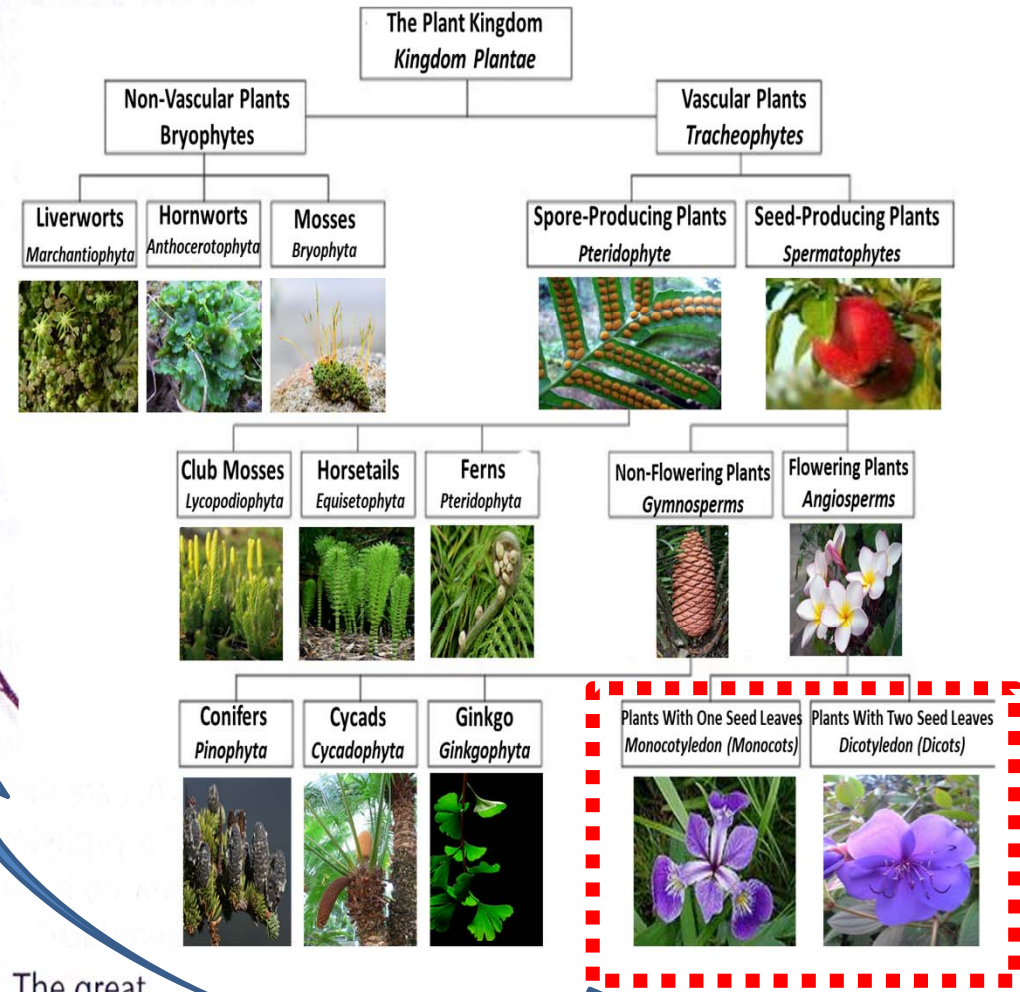 The Plant Kingdom
Kingdom Plantae
Non-Vascular Plants
Bryophytes
Vascular Plants
Tracheophytes
Liverworts
Marchantiophyta
Hornworts
Anthocerotophyta
Mosses
Bryophyta
Spore-Producing Plants
Pteridophyte
Seed-Producing Plants
Spermatophytes
Club Mosses
Lycopodiophyta
Horsetails
Equisetophyta
Ferns
Pteridophyta
Non-Flowering Plants
Gymnosperms
Flowering Plants
Angiosperms
Conifers
Pinophyta
Cycads
Cycadophyta
Ginkgo
Ginkgophyta
Plants With One Seed Leaves
Monocotyledon (Monocots)
Plants With Two Seed Leaves
Dicotyledon (Dicots)
The great